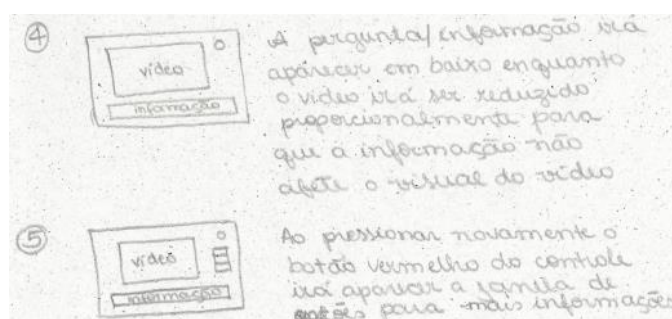 ④
vídeo
informação
A pergunta/informação irá
aparecer em baixo enquanto
o video irá ser reduzido
proporcionalmente para
que a informação não
afete o visual do vídeo
⑤
vídeo
informação
Ao pressionar novamente o
botão vermelho do controle
irá aparecer a janela de
para mais informações